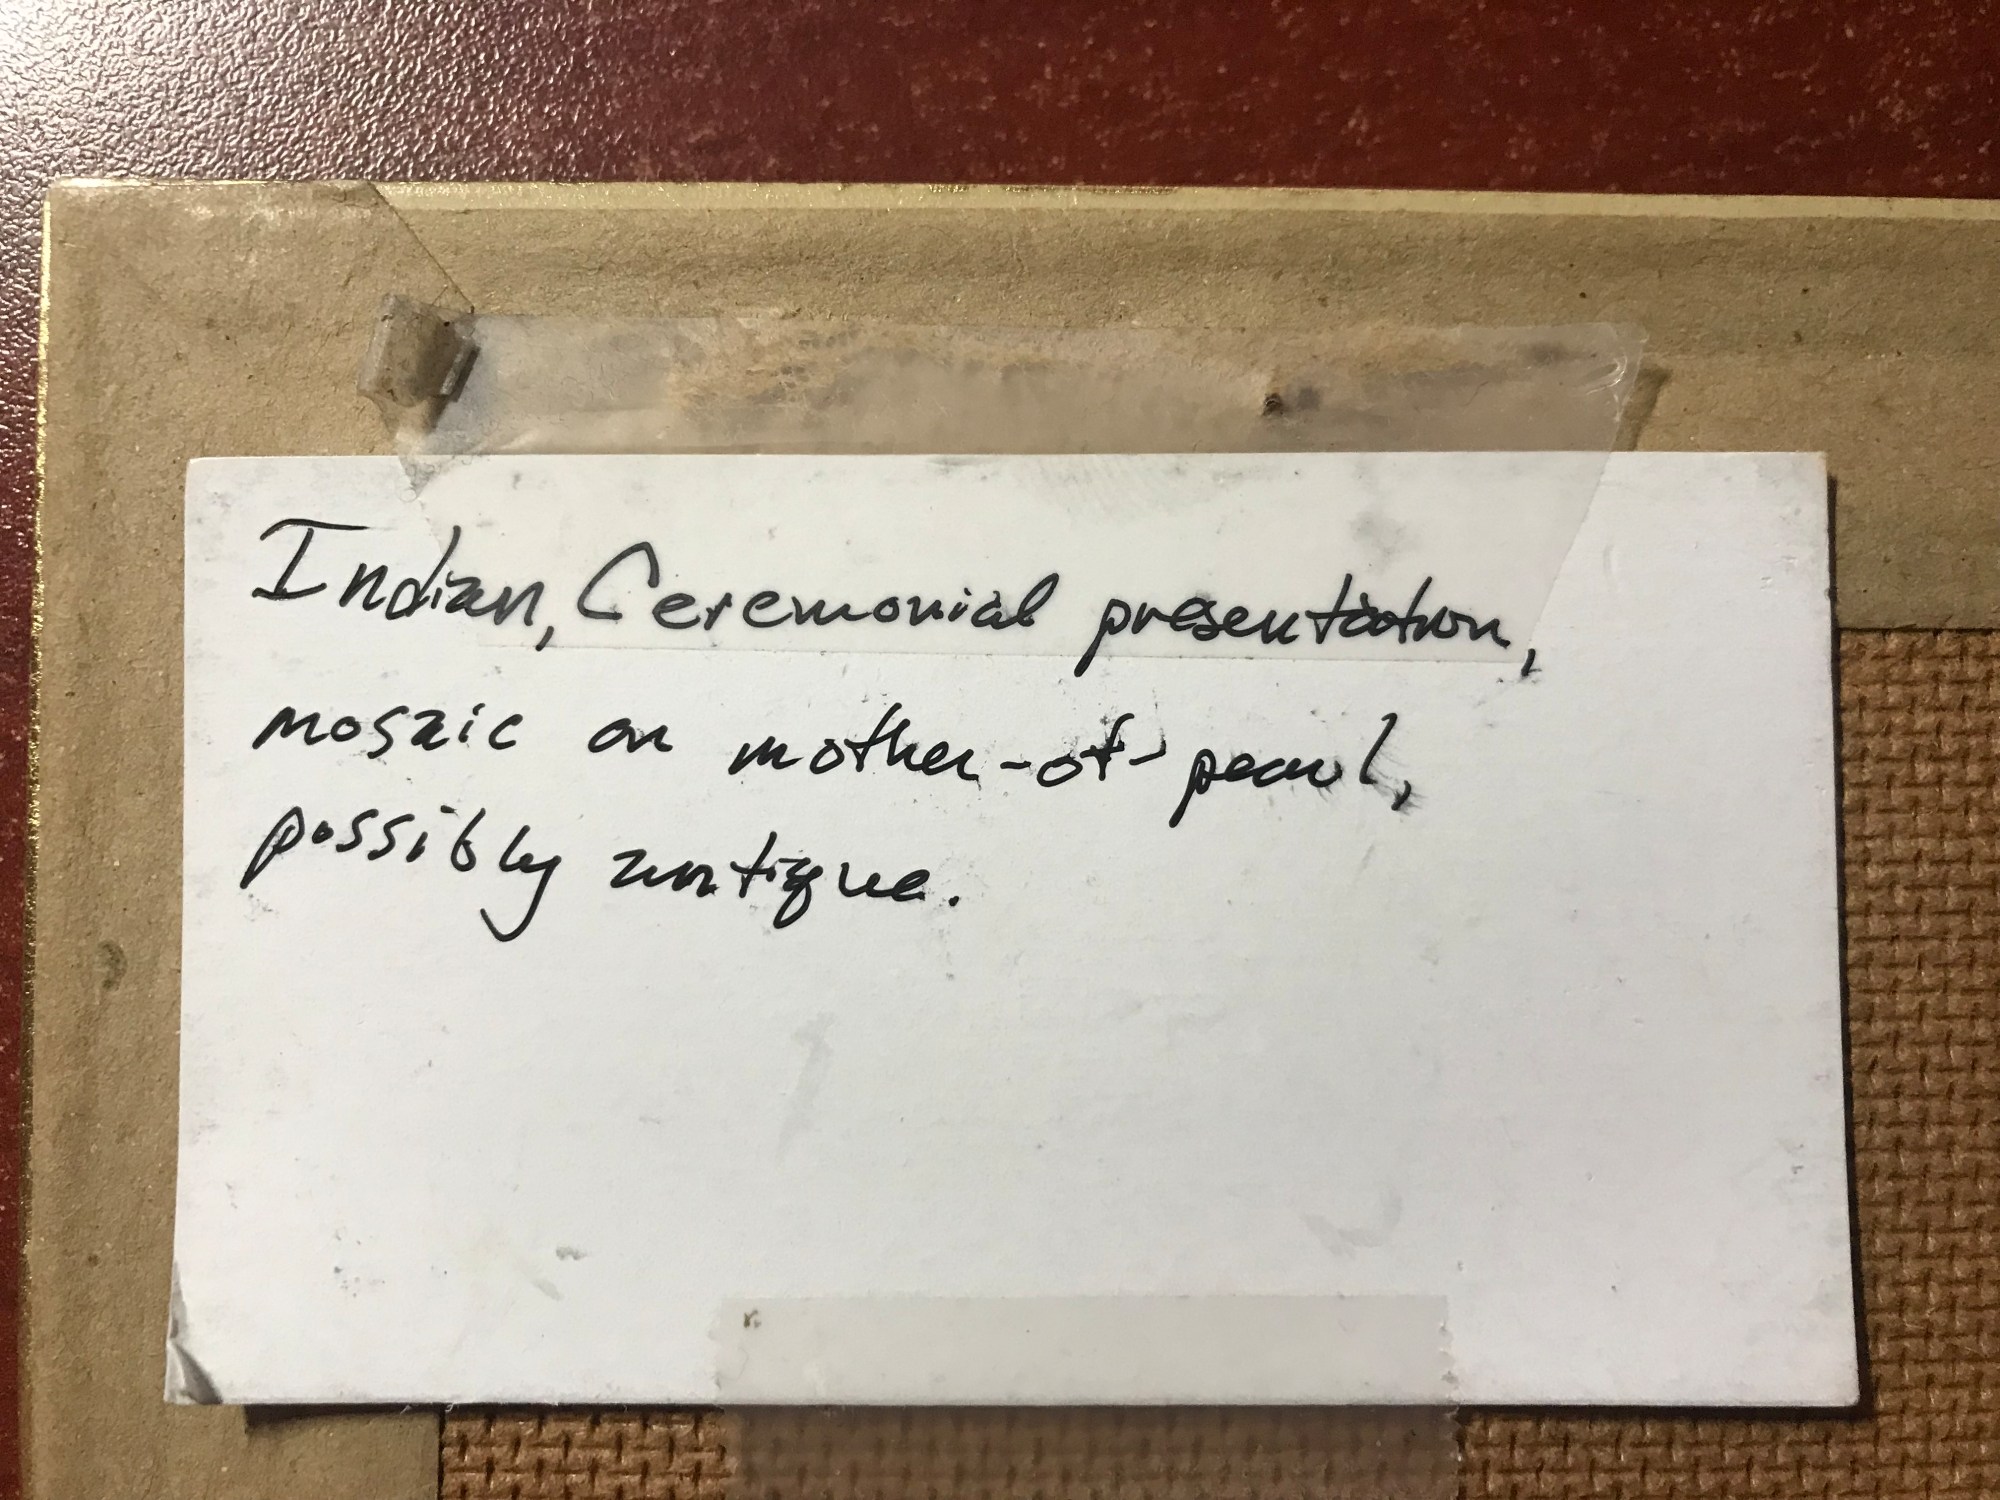 Indian, Ceremonial presentation,
mosaic on mother-of-pearl,
possibly antique.